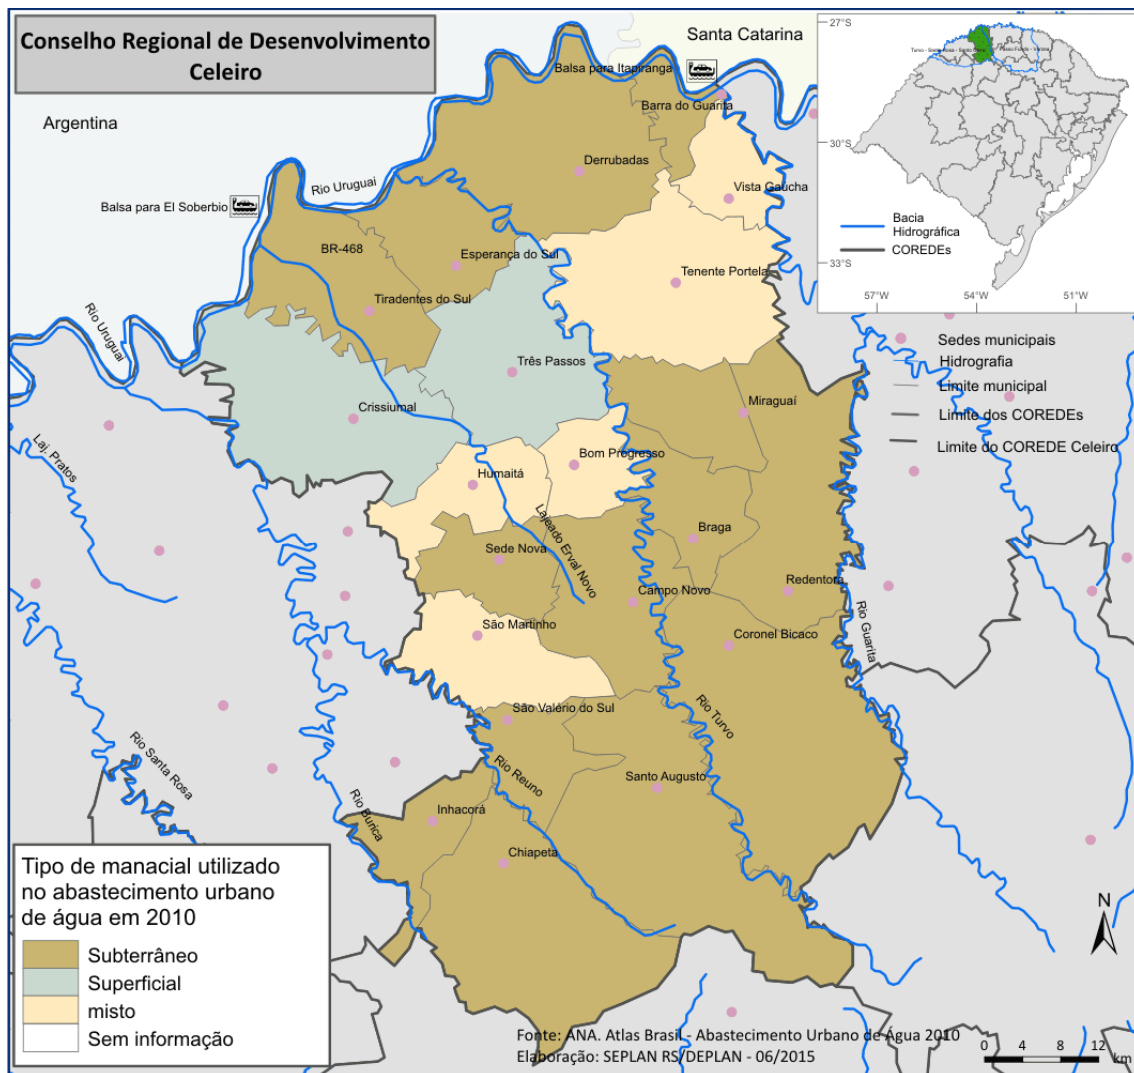 Conselho Regional de Desenvolvimento
Celeiro
Santa Catarina
Balsa para Itapiranga
Barra do Guarita
Argentina
Derrubadas
Rio Uruguai
Vista Gaucha
Balsa para El Soberbio
BR-468
Esperança do Sul
Tenente Portela
Tiradentes do Sul
Rio Uruguai
Três Passos
Crissiumal
Miraguaí
Bom Progresso
Humaitá
Laj. Pratos
Lajeado Erval Novo
Braga
Sede Nova
Redentora
Campo Novo
São Martinho
Coronel Bicaco
Rio Guarita
São Valério do Sul
Rio Turvo
Rio Santa Rosa
Rio Reuno
Santo Augusto
Rio Burica
Inhacorá
Chiapeta
27°S
30°S
33°S
57°W
54°W
51°W
Bacia
Hidrográfica
COREDEs
Sedes municipais
Hidrografia
Limite municipal
Limite dos COREDEs
Limite do COREDE Celeiro
Tipo de manacial utilizado
no abastecimento urbano
de água em 2010
Subterrâneo
Superficial
misto
Sem informação
N
Fonte: ANA. Atlas Brasil - Abastecimento Urbano de Água 2010
Elaboração: SEPLAN RS/DEPLAN - 06/2015
0 4 8 12
km